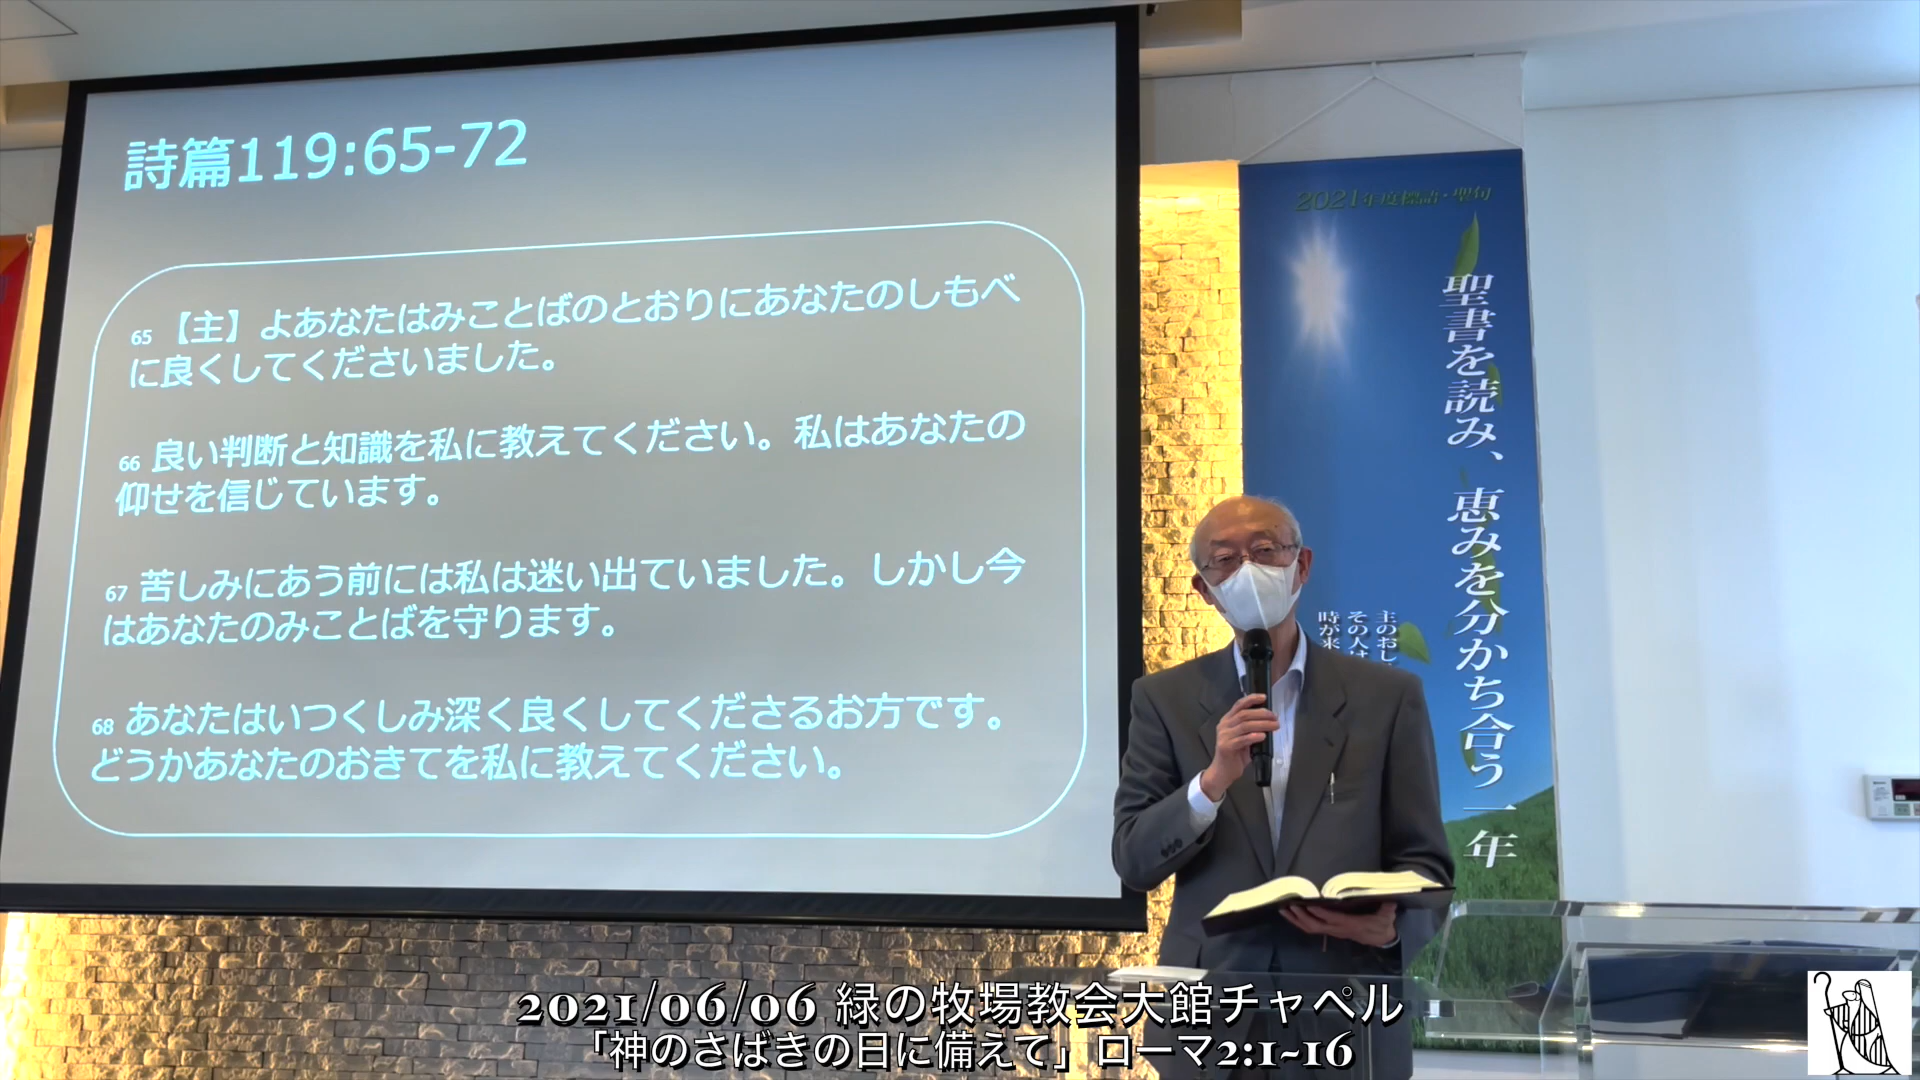 詩篇119:65-72
65 【主】よあなたはみことばのとおりにあなたのしもべ
に良くしてくださいました。
66 良い判断と知識を私に教えてください。私はあなたの
仰せを信じています。
67 苦しみにあう前には私は迷い出ていました。しかし今
はあなたのみことばを守ります。
68 あなたはいつくしみ深く良くしてくださるお方です。
どうかあなたのおきてを私に教えてください。
2021年度標語・聖句
聖書を読み、恵みを分かち合う一年
主のおし
その人は
時が来
2021/06/06 緑の牧場教会大館チャペル
「神のさばきの日に備えて」ローマ2:1~16